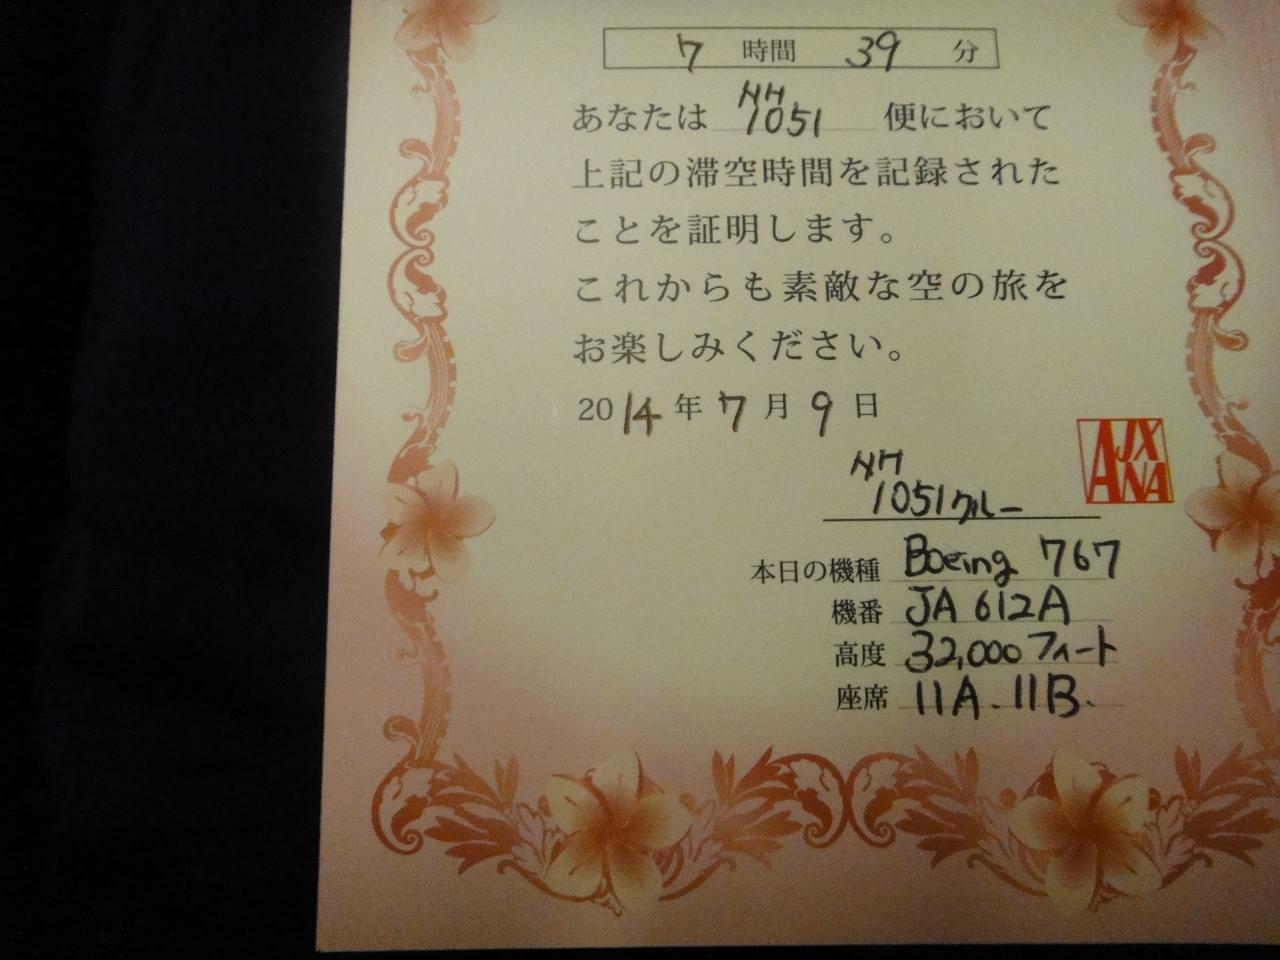 7 時間 39 分
あなたは NH 1051 便において
上記の滞空時間を記録された
ことを証明します。
これからも素敵な空の旅を
お楽しみください。
2014年 7月 9日
NH
1051クルー
AJX
ANA
本日の機種 Boeing 767
機番 JA 612A
高度 32,000フィート
座席 11A. 11B.